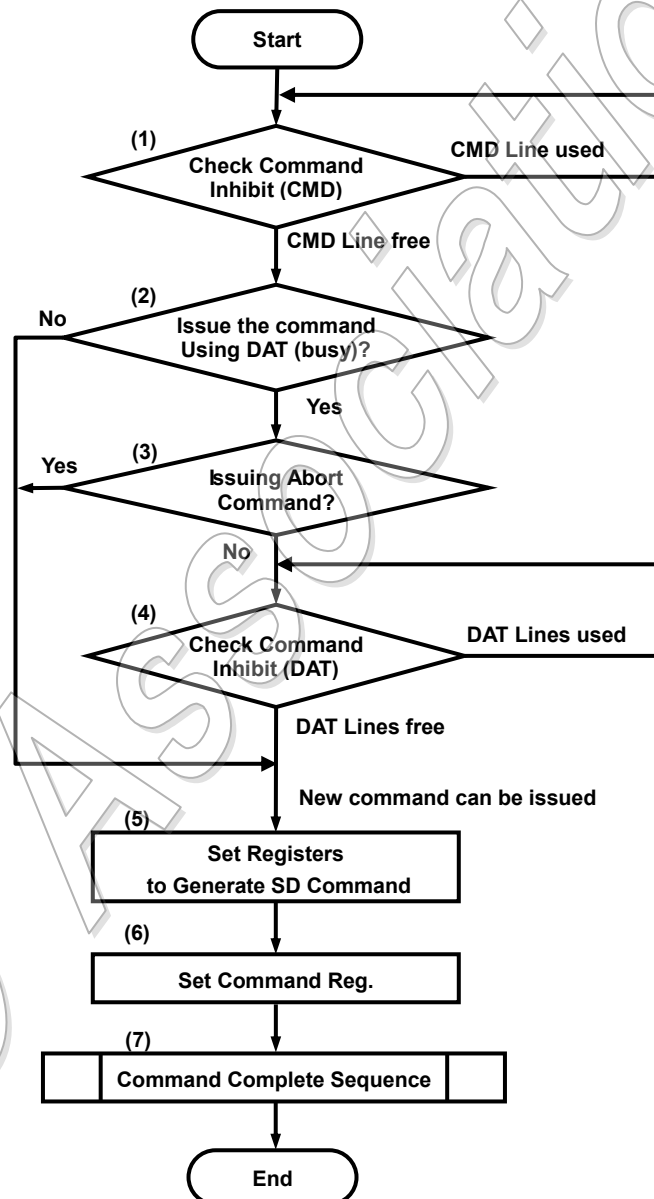 Start
(1)
Check Command
Inhibit (CMD)
CMD Line used
CMD Line free
(2)
No
Issue the command
Using DAT (busy)?
Yes
(3)
Yes
Issuing Abort
Command?
No
(4)
Check Command
Inhibit (DAT)
DAT Lines used
DAT Lines free
New command can be issued
(5)
Set Registers
to Generate SD Command
(6)
Set Command Reg.
(7)
Command Complete Sequence
End
Association